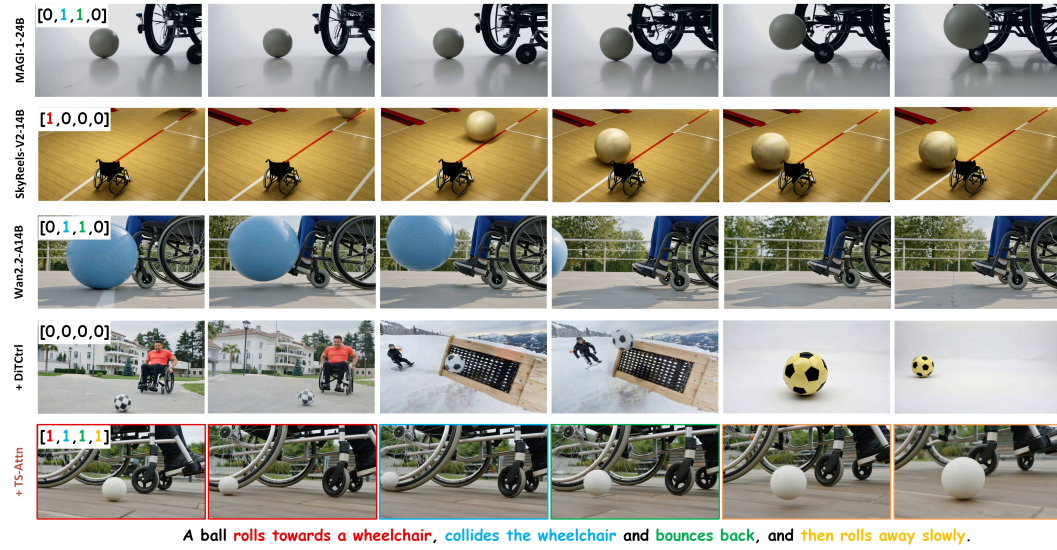 MAGI-1-24B
[0,1,1,0]
SkyReels-V2-14B
[1,0,0,0]
Wan2.2-A14B
[0,1,1,0]
+ DiTCtrl
[0,0,0,0]
+ TS-Attn
[1,1,1,1]
A ball rolls towards a wheelchair, collides the wheelchair and bounces back, and then rolls away slowly.